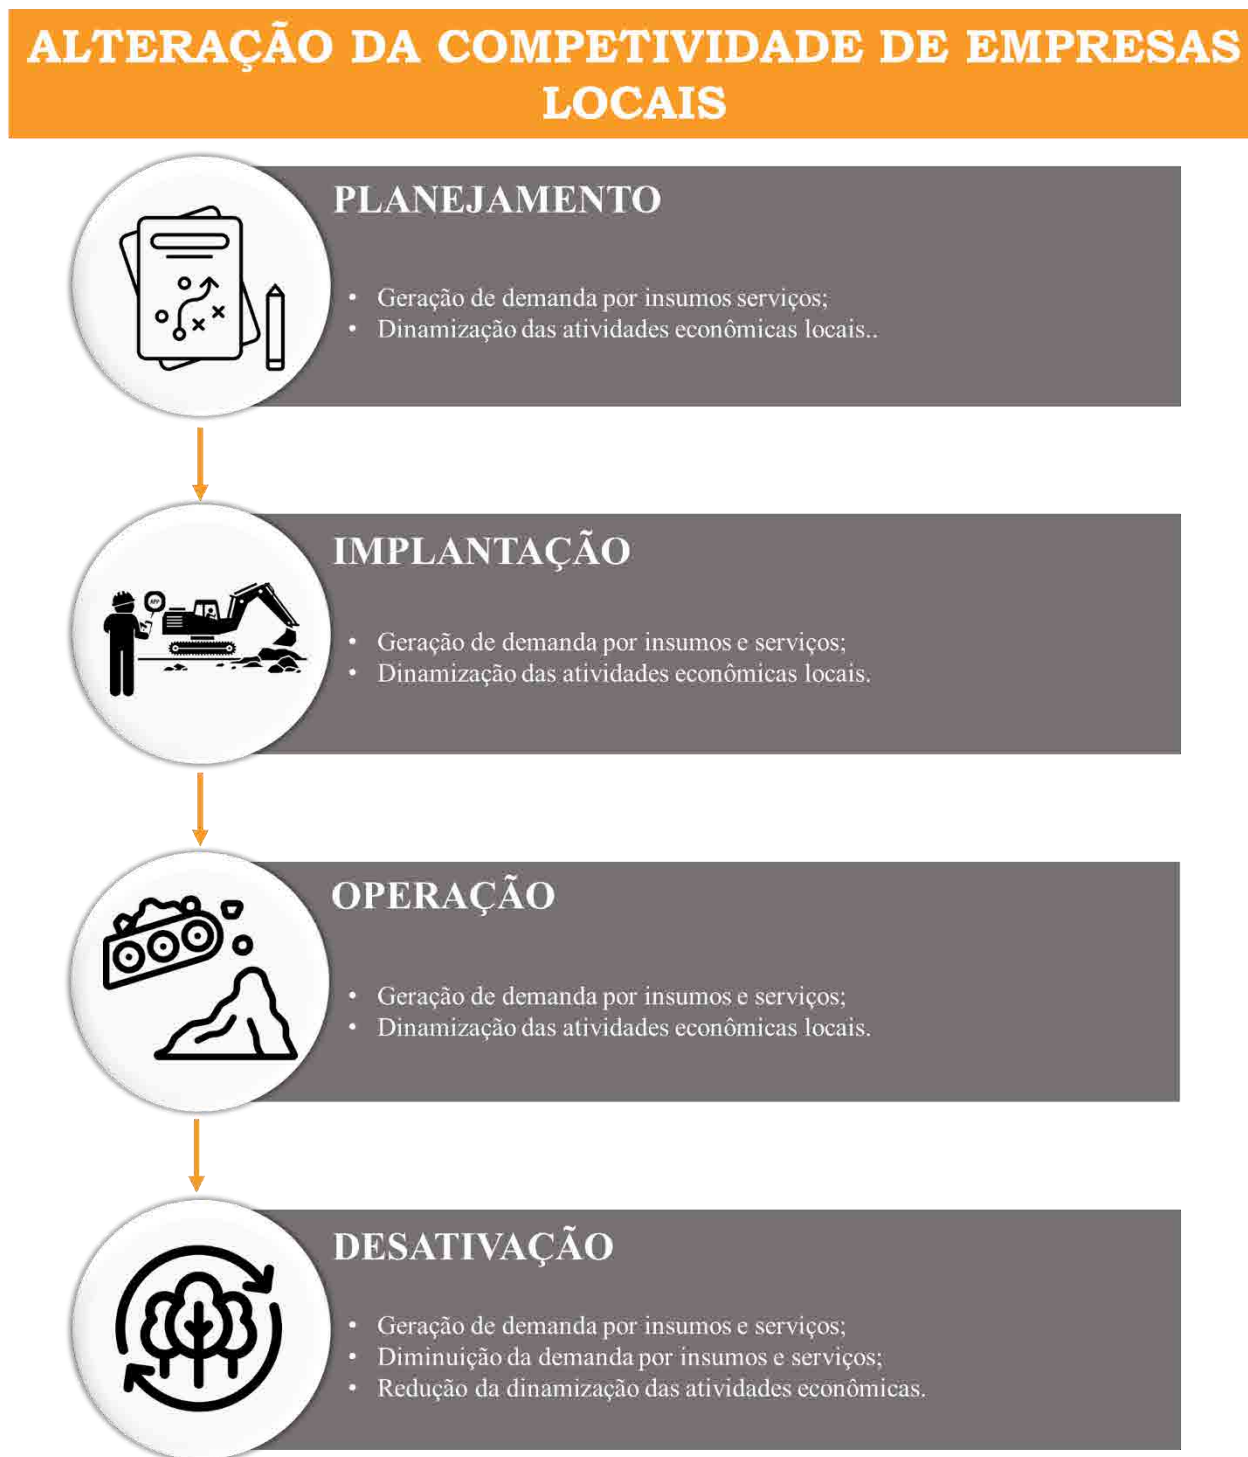 ALTERAÇÃO DA COMPETIVIDADE DE EMPRESAS
LOCAIS
PLANEJAMENTO
• Geração de demanda por insumos serviços;
• Dinamização das atividades econômicas locais..
IMPLANTAÇÃO
• Geração de demanda por insumos e serviços;
• Dinamização das atividades econômicas locais.
OPERAÇÃO
• Geração de demanda por insumos e serviços;
• Dinamização das atividades econômicas locais.
DESATIVAÇÃO
• Geração de demanda por insumos e serviços;
• Diminuição da demanda por insumos e serviços;
• Redução da dinamização das atividades econômicas.